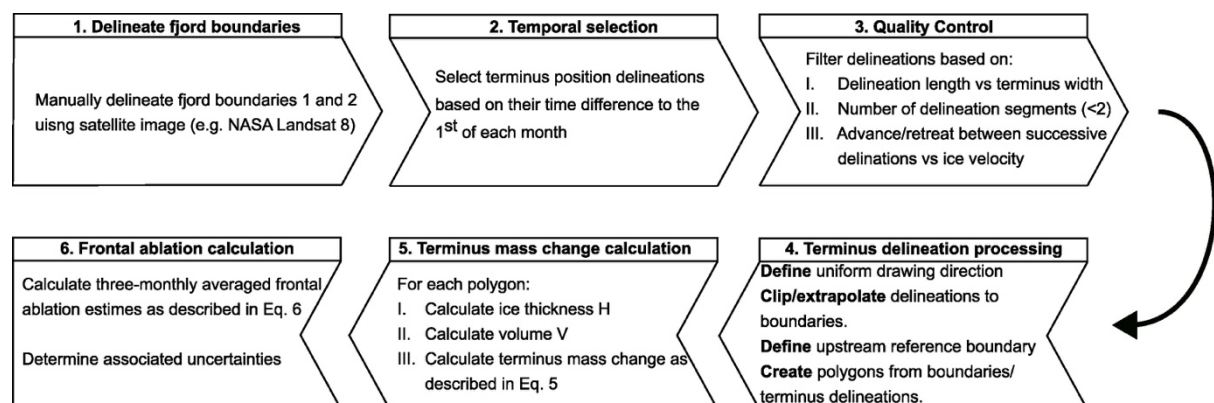 1. Delineate fjord boundaries
Manually delineate fjord boundaries 1 and 2
uisng satellite image (e.g. NASA Landsat 8)
2. Temporal selection
Select terminus position delineations
based on their time difference to the
1st of each month
3. Quality Control
Filter delineations based on:
I. Delineation length vs terminus width
II. Number of delineation segments (<2)
III. Advance/retreat between successive
delinations vs ice velocity
4. Terminus delineation processing
Define uniform drawing direction
Clip/extrapolate delineations to
boundaries.
Define upstream reference boundary
Create polygons from boundaries/
terminus delineations.
5. Terminus mass change calculation
For each polygon:
I. Calculate ice thickness H
II. Calculate volume V
III. Calculate terminus mass change as
described in Eq. 5
6. Frontal ablation calculation
Calculate three-monthly averaged frontal
ablation estimes as described in Eq. 6
Determine associated uncertainties